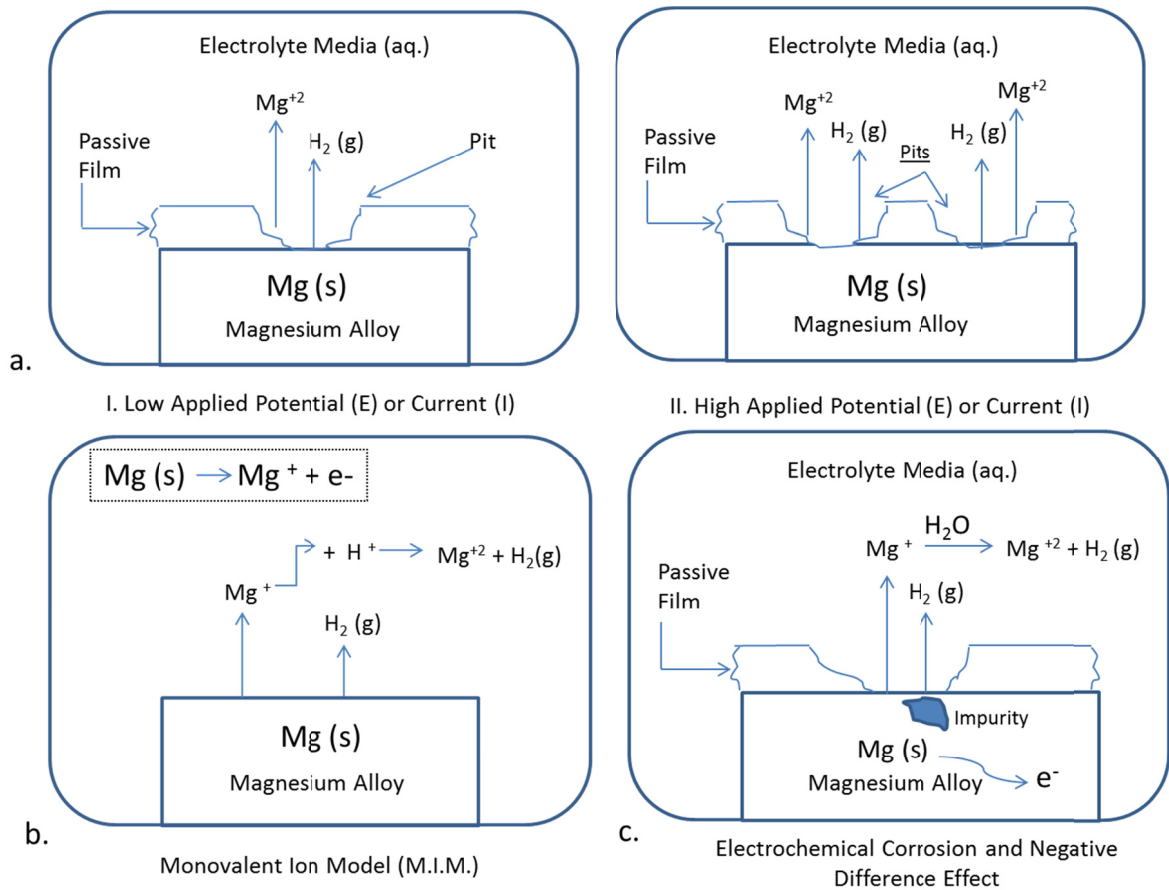 Electrolyte Media (aq.)
Mg+2
H2 (g)
Passive
Film
Pit
Mg (s)
Magnesium Alloy
a.
I. Low Applied Potential (E) or Current (I)
Electrolyte Media (aq.)
Mg+2
Mg+2
H2 (g)
H2 (g)
Passive
Film
Pits
Mg (s)
Magnesium Alloy
II. High Applied Potential (E) or Current (I)
Mg (s) → Mg + + e-
+ H + → Mg+2 + H2(g)
Mg +
H2 (g)
Mg (s)
Magnesium Alloy
b.
Monovalent Ion Model (M.I.M.)
Electrolyte Media (aq.)
H2O
Mg + → Mg+2 + H2 (g)
Passive
Film
H2 (g)
Impurity
Mg (s)
Magnesium Alloy
e-
c.
Electrochemical Corrosion and Negative
Difference Effect